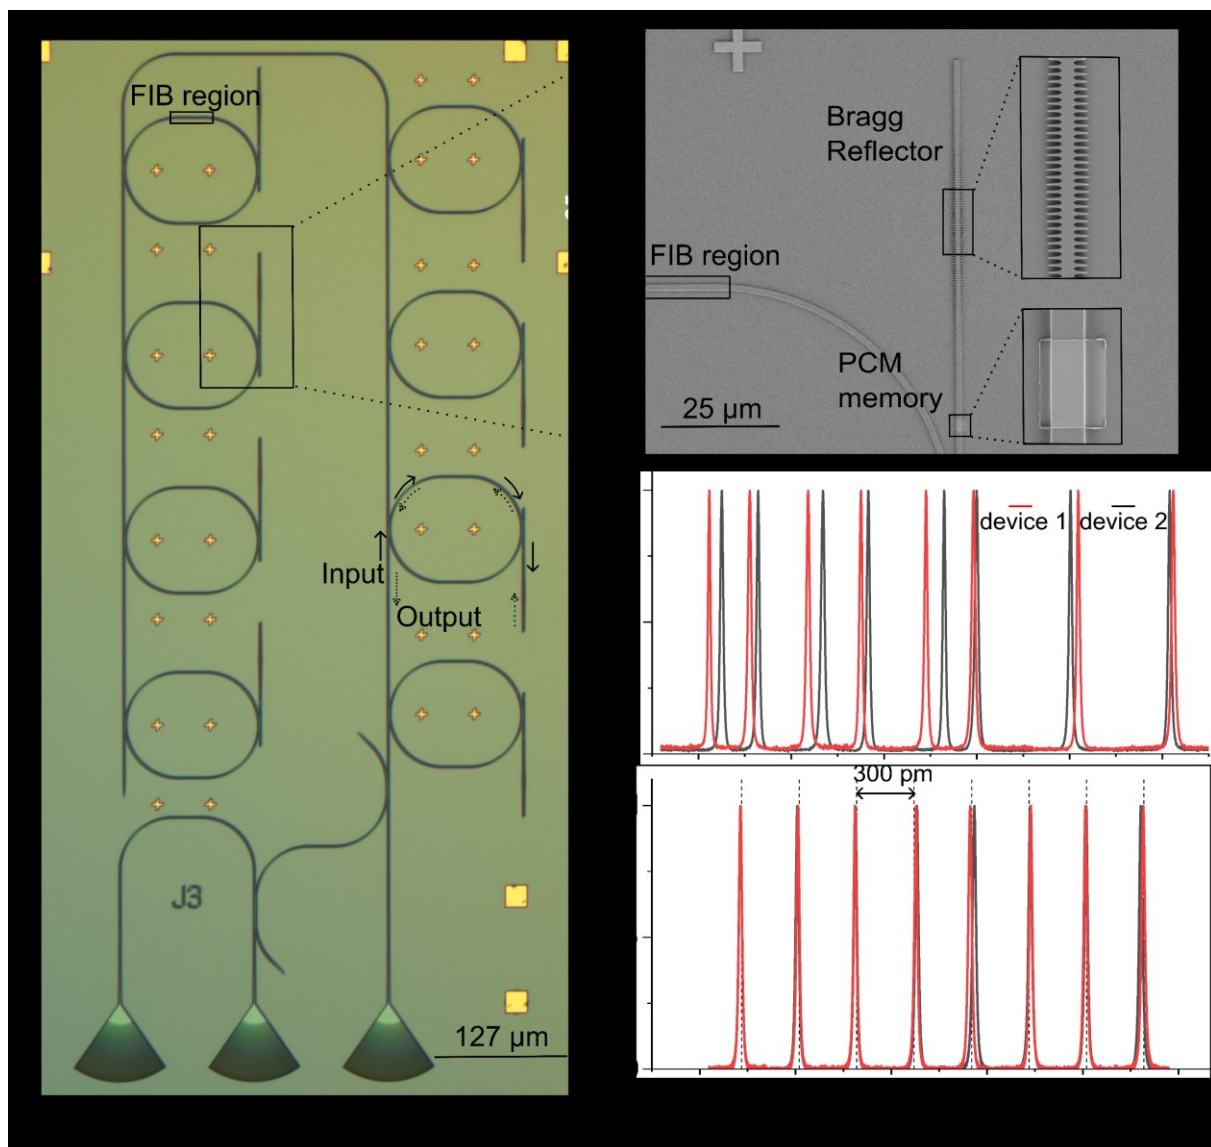 FIB region
Input
Output
J3
127 µm
Bragg
Reflector
FIB region
PCM
memory
25 µm
device 1
device 2
300 pm